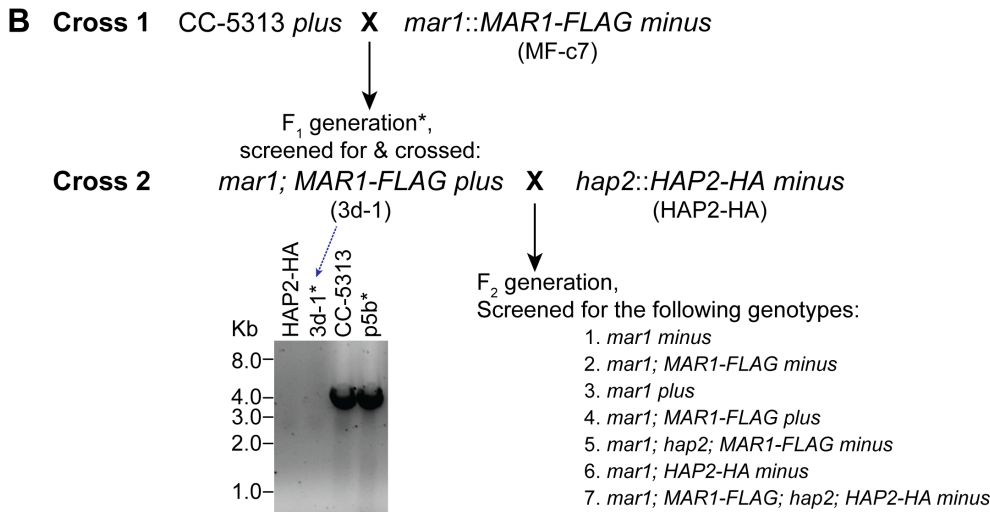 B Cross 1 CC-5313 plus X mar1::MAR1-FLAG minus
(MF-c7)
F1 generation*,
screened for & crossed:
Cross 2 mar1; MAR1-FLAG plus X hap2::HAP2-HA minus
(3d-1) (HAP2-HA)
HAP2-HA
3d-1*
CC-5313
p5b*
Kb
8.0
4.0
3.0
2.0
1.0
F2 generation,
Screened for the following genotypes:
1. mar1 minus
2. mar1; MAR1-FLAG minus
3. mar1 plus
4. mar1; MAR1-FLAG plus
5. mar1; hap2; MAR1-FLAG minus
6. mar1; HAP2-HA minus
7. mar1; MAR1-FLAG; hap2; HAP2-HA minus